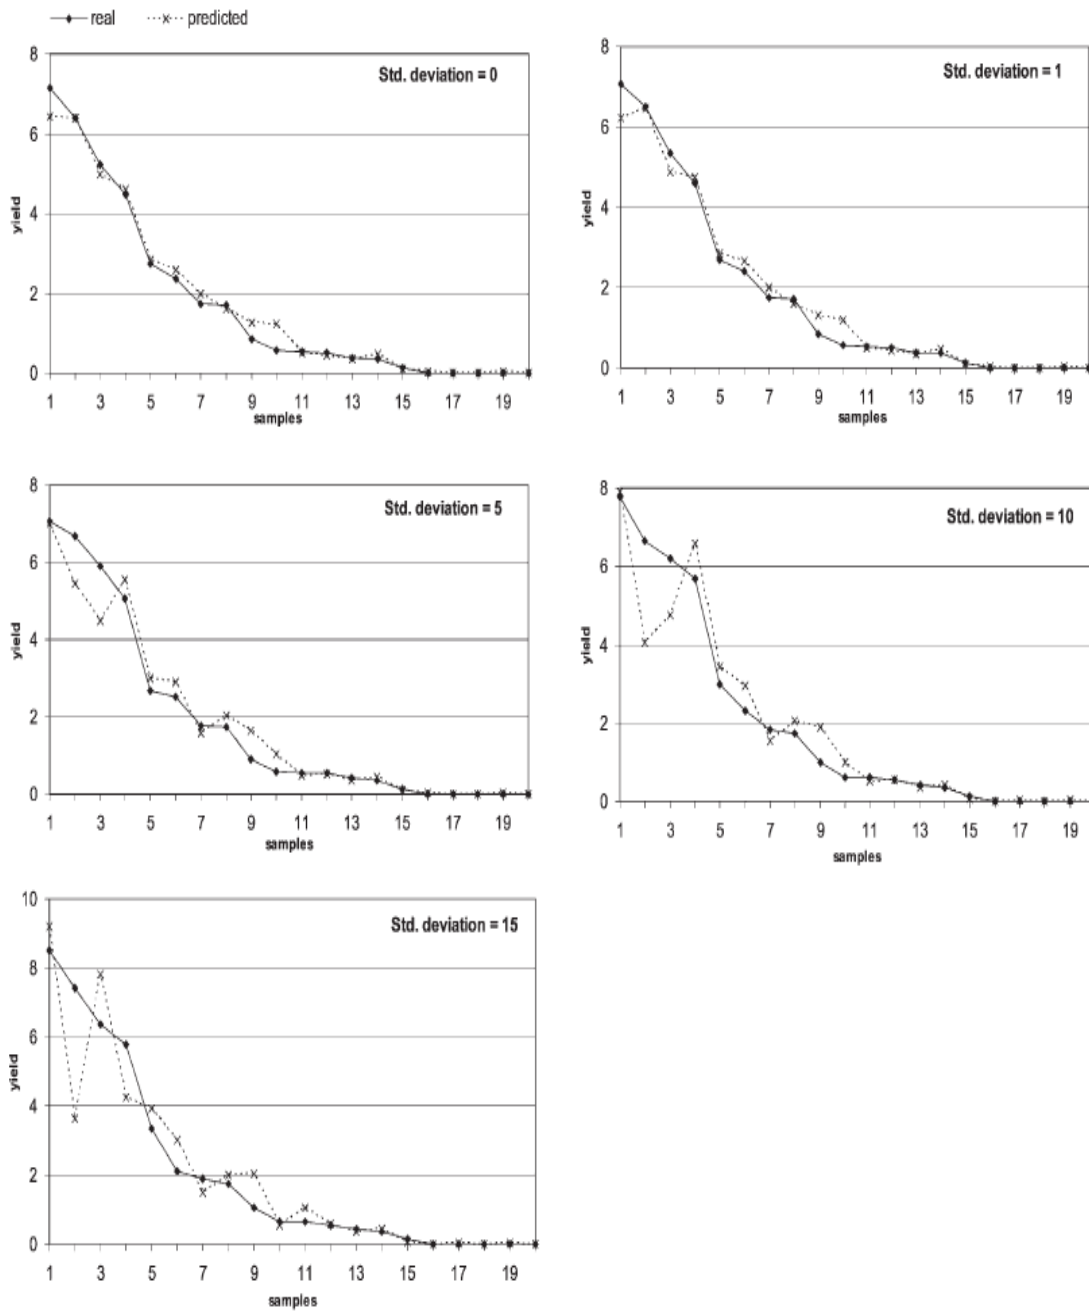 real predicted
Std. deviation = 0
8
6
4
2
0
yield
1 3 5 7 9 11 13 15 17 19
samples
Std. deviation = 1
8
6
4
2
0
yield
1 3 5 7 9 11 13 15 17 19
samples
Std. deviation = 5
8
6
4
2
0
yield
1 3 5 7 9 11 13 15 17 19
samples
Std. deviation = 10
8
6
4
2
0
yield
1 3 5 7 9 11 13 15 17 19
samples
Std. deviation = 15
10
8
6
4
2
0
yield
1 3 5 7 9 11 13 15 17 19
samples